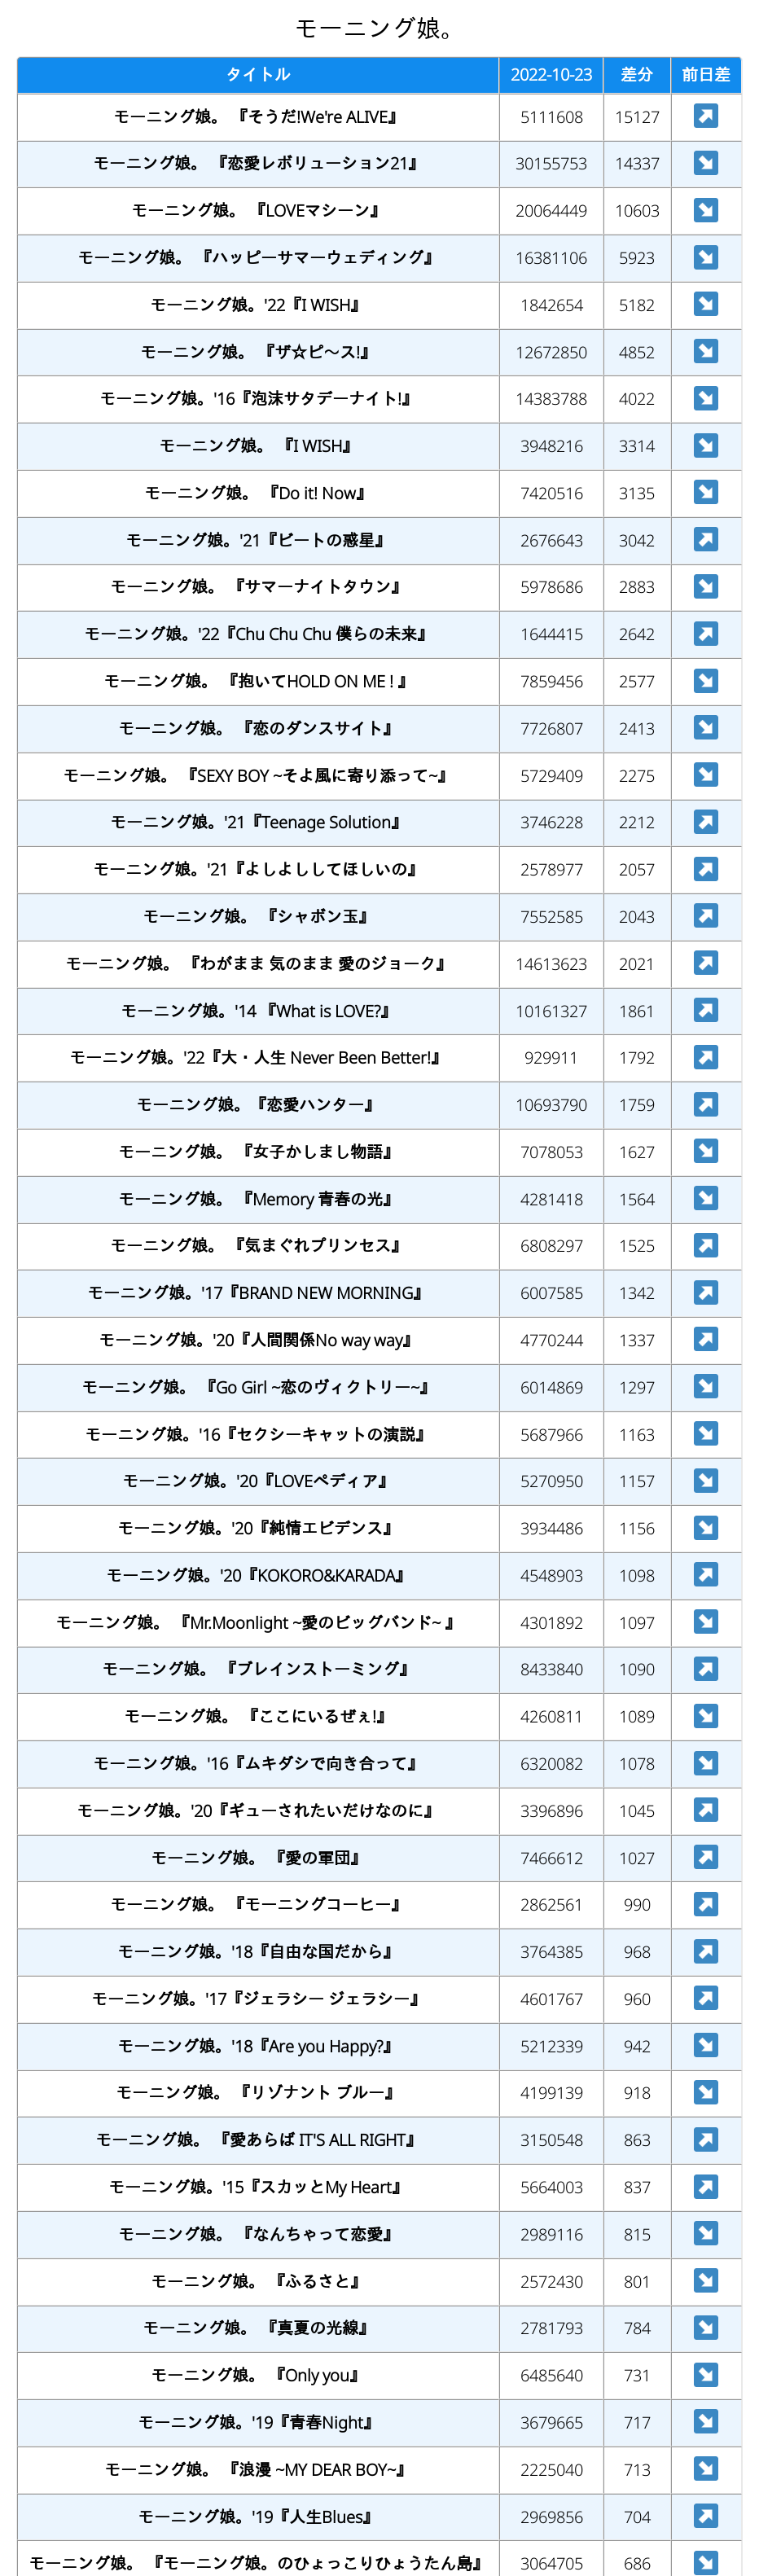 モーニング娘。
タイトル 2022-10-23 差分 前日差
モーニング娘。 『そうだ!We're ALIVE』 5111608 15127 ↗
モーニング娘。 『恋愛レボリューション21』 30155753 14337 ↘
モーニング娘。 『LOVEマシーン』 20064449 10603 ↘
モーニング娘。 『ハッピーサマーウェディング』 16381106 5923 ↘
モーニング娘。'22『I WISH』 1842654 5182 ↘
モーニング娘。 『ザ☆ピ〜ス!』 12672850 4852 ↘
モーニング娘。'16『泡沫サタデーナイト!』 14383788 4022 ↘
モーニング娘。 『I WISH』 3948216 3314 ↘
モーニング娘。 『Do it! Now』 7420516 3135 ↘
モーニング娘。'21『ビートの惑星』 2676643 3042 ↗
モーニング娘。 『サマーナイトタウン』 5978686 2883 ↘
モーニング娘。'22『Chu Chu Chu 僕らの未来』 1644415 2642 ↗
モーニング娘。 『抱いてHOLD ON ME ! 』 7859456 2577 ↘
モーニング娘。 『恋のダンスサイト』 7726807 2413 ↘
モーニング娘。 『SEXY BOY ~そよ風に寄り添って~』 5729409 2275 ↘
モーニング娘。'21『Teenage Solution』 3746228 2212 ↗
モーニング娘。'21『よしよししてほしいの』 2578977 2057 ↗
モーニング娘。 『シャボン玉』 7552585 2043 ↗
モーニング娘。 『わがまま 気のまま 愛のジョーク』 14613623 2021 ↗
モーニング娘。'14 『What is LOVE?』 10161327 1861 ↗
モーニング娘。'22『大・人生 Never Been Better!』 929911 1792 ↗
モーニング娘。『恋愛ハンター』 10693790 1759 ↗
モーニング娘。 『女子かしまし物語』 7078053 1627 ↘
モーニング娘。 『Memory 青春の光』 4281418 1564 ↘
モーニング娘。 『気まぐれプリンセス』 6808297 1525 ↗
モーニング娘。'17『BRAND NEW MORNING』 6007585 1342 ↗
モーニング娘。'20『人間関係No way way』 4770244 1337 ↗
モーニング娘。 『Go Girl ~恋のヴィクトリー~』 6014869 1297 ↘
モーニング娘。'16『セクシーキャットの演説』 5687966 1163 ↘
モーニング娘。'20『LOVEペディア』 5270950 1157 ↘
モーニング娘。'20『純情エビデンス』 3934486 1156 ↘
モーニング娘。'20『KOKORO&KARADA』 4548903 1098 ↗
モーニング娘。 『Mr.Moonlight ~愛のビッグバンド~ 』 4301892 1097 ↘
モーニング娘。 『ブレインストーミング』 8433840 1090 ↗
モーニング娘。 『ここにいるぜぇ!』 4260811 1089 ↘
モーニング娘。'16『ムキダシで向き合って』 6320082 1078 ↘
モーニング娘。'20『ギューされたいだけなのに』 3396896 1045 ↗
モーニング娘。 『愛の軍団』 7466612 1027 ↗
モーニング娘。 『モーニングコーヒー』 2862561 990 ↗
モーニング娘。'18『自由な国だから』 3764385 968 ↗
モーニング娘。'17『ジェラシー ジェラシー』 4601767 960 ↗
モーニング娘。'18『Are you Happy?』 5212339 942 ↘
モーニング娘。 『リゾナント ブルー』 4199139 918 ↘
モーニング娘。 『愛あらば IT'S ALL RIGHT』 3150548 863 ↗
モーニング娘。'15『スカッとMy Heart』 5664003 837 ↗
モーニング娘。 『なんちゃって恋愛』 2989116 815 ↘
モーニング娘。 『ふるさと』 2572430 801 ↘
モーニング娘。 『真夏の光線』 2781793 784 ↘
モーニング娘。 『Only you』 6485640 731 ↘
モーニング娘。'19『青春Night』 3679665 717 ↘
モーニング娘。 『浪漫 ~MY DEAR BOY~』 2225040 713 ↘
モーニング娘。'19『人生Blues』 2969856 704 ↗
モーニング娘。 『モーニング娘。のひょっこりひょうたん島』 3064705 686 ↘